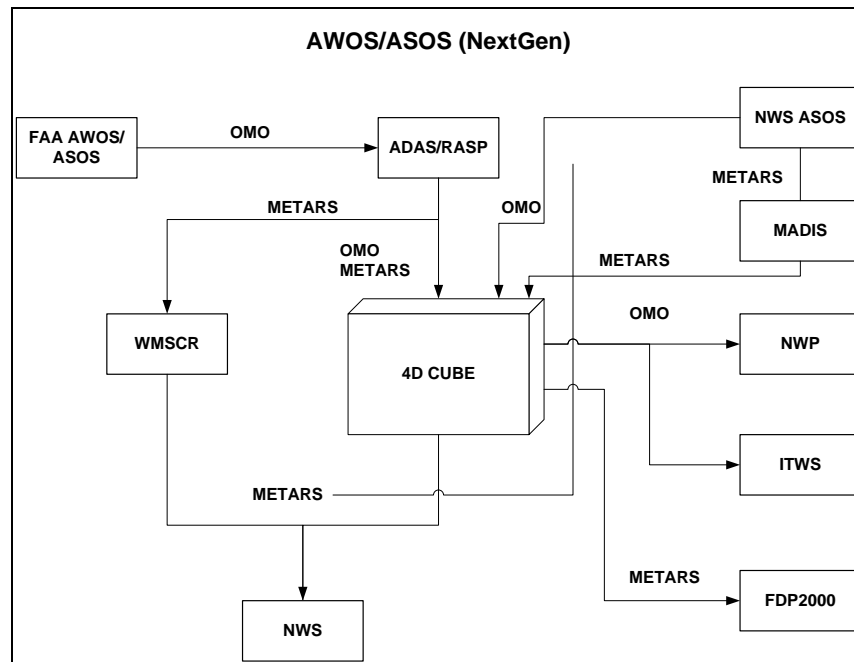 AWOS/ASOS (NextGen)
FAA AWOS/
ASOS
OMO
ADAS/RASP
NWS ASOS
METARS
METARS
OMO
MADIS
OMO
METARS
METARS
WMSCR
4D CUBE
OMO
NWP
ITWS
METARS
METARS
FDP2000
NWS